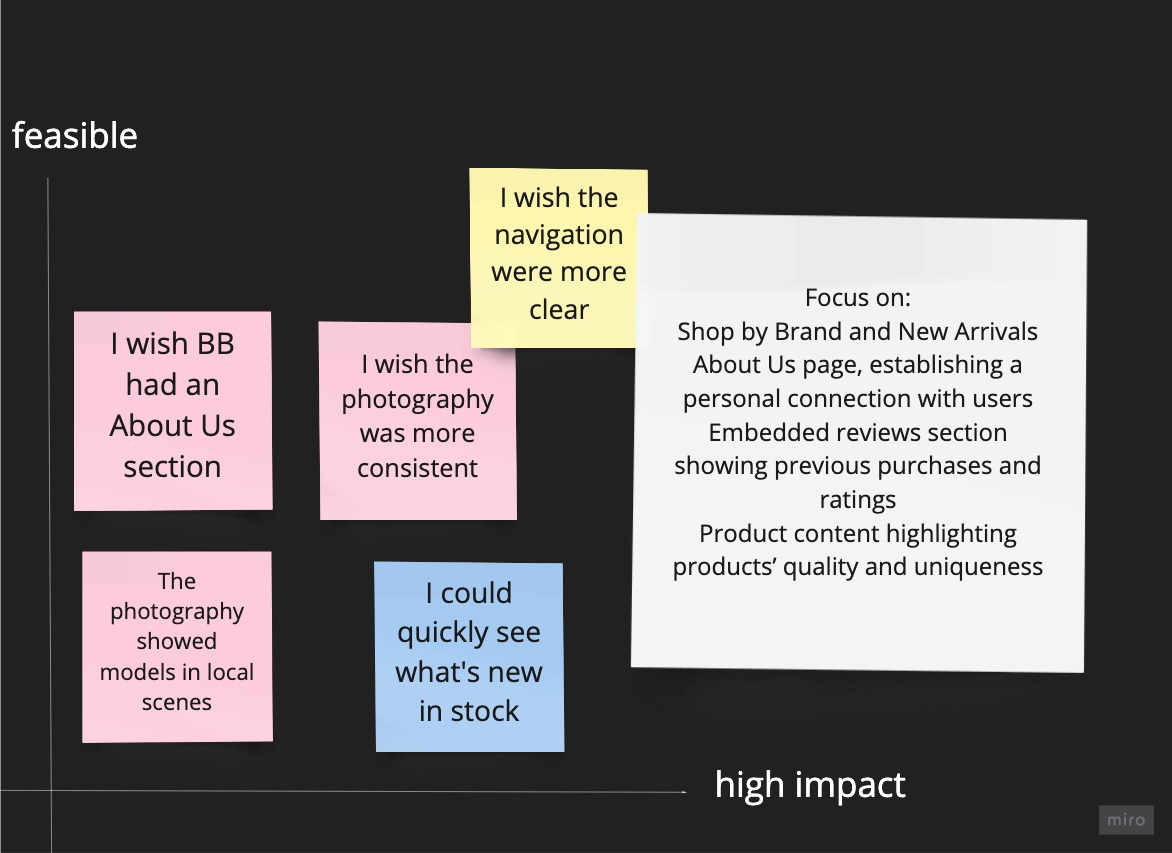 feasible
I wish the
navigation
were more
clear
I wish BB
had an
About Us
section
I wish the
photography
was more
consistent
Focus on:
Shop by Brand and New Arrivals
About Us page, establishing a
personal connection with users
Embedded reviews section
showing previous purchases and
ratings
Product content highlighting
products’ quality and uniqueness
The
photography
showed
models in local
scenes
I could
quickly see
what's new
in stock
high impact
miro